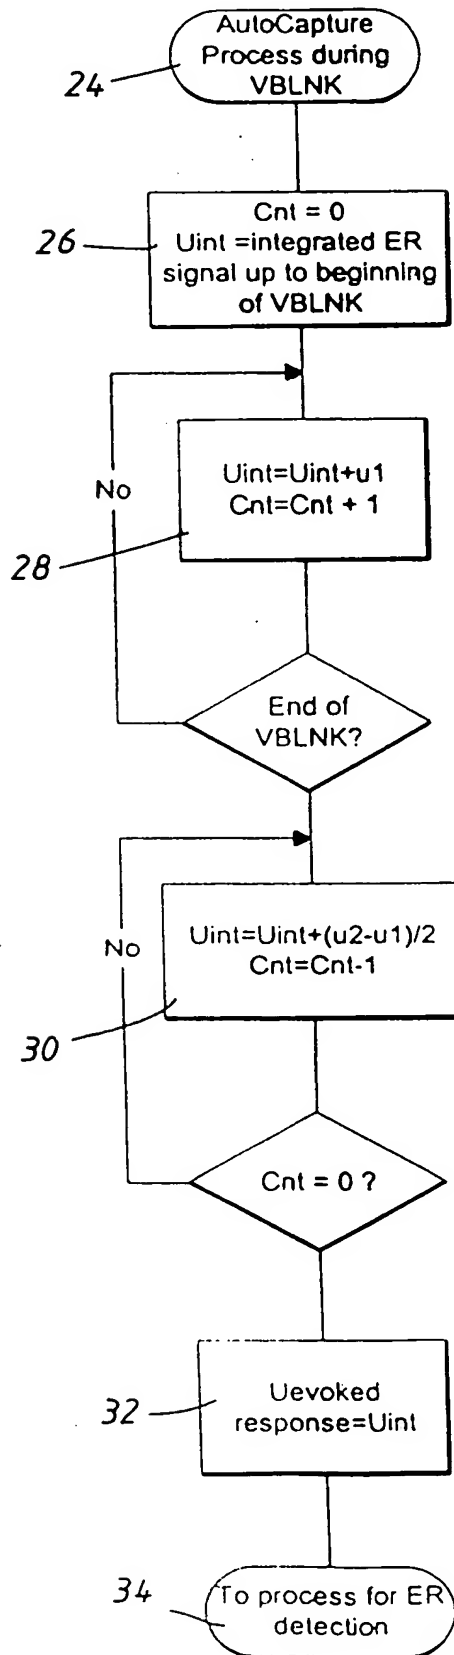 AutoCapture
Process during
VBLNK
24
Cnt = 0
Uint =integrated ER
signal up to beginning
of VBLNK
26
No
Uint=Uint+u1
Cnt=Cnt + 1
28
End of
VBLNK?
No
Uint=Uint+(u2-u1)/2
Cnt=Cnt-1
30
Cnt = 0 ?
Uevoked
response=Uint
32
34
To process for ER
detection